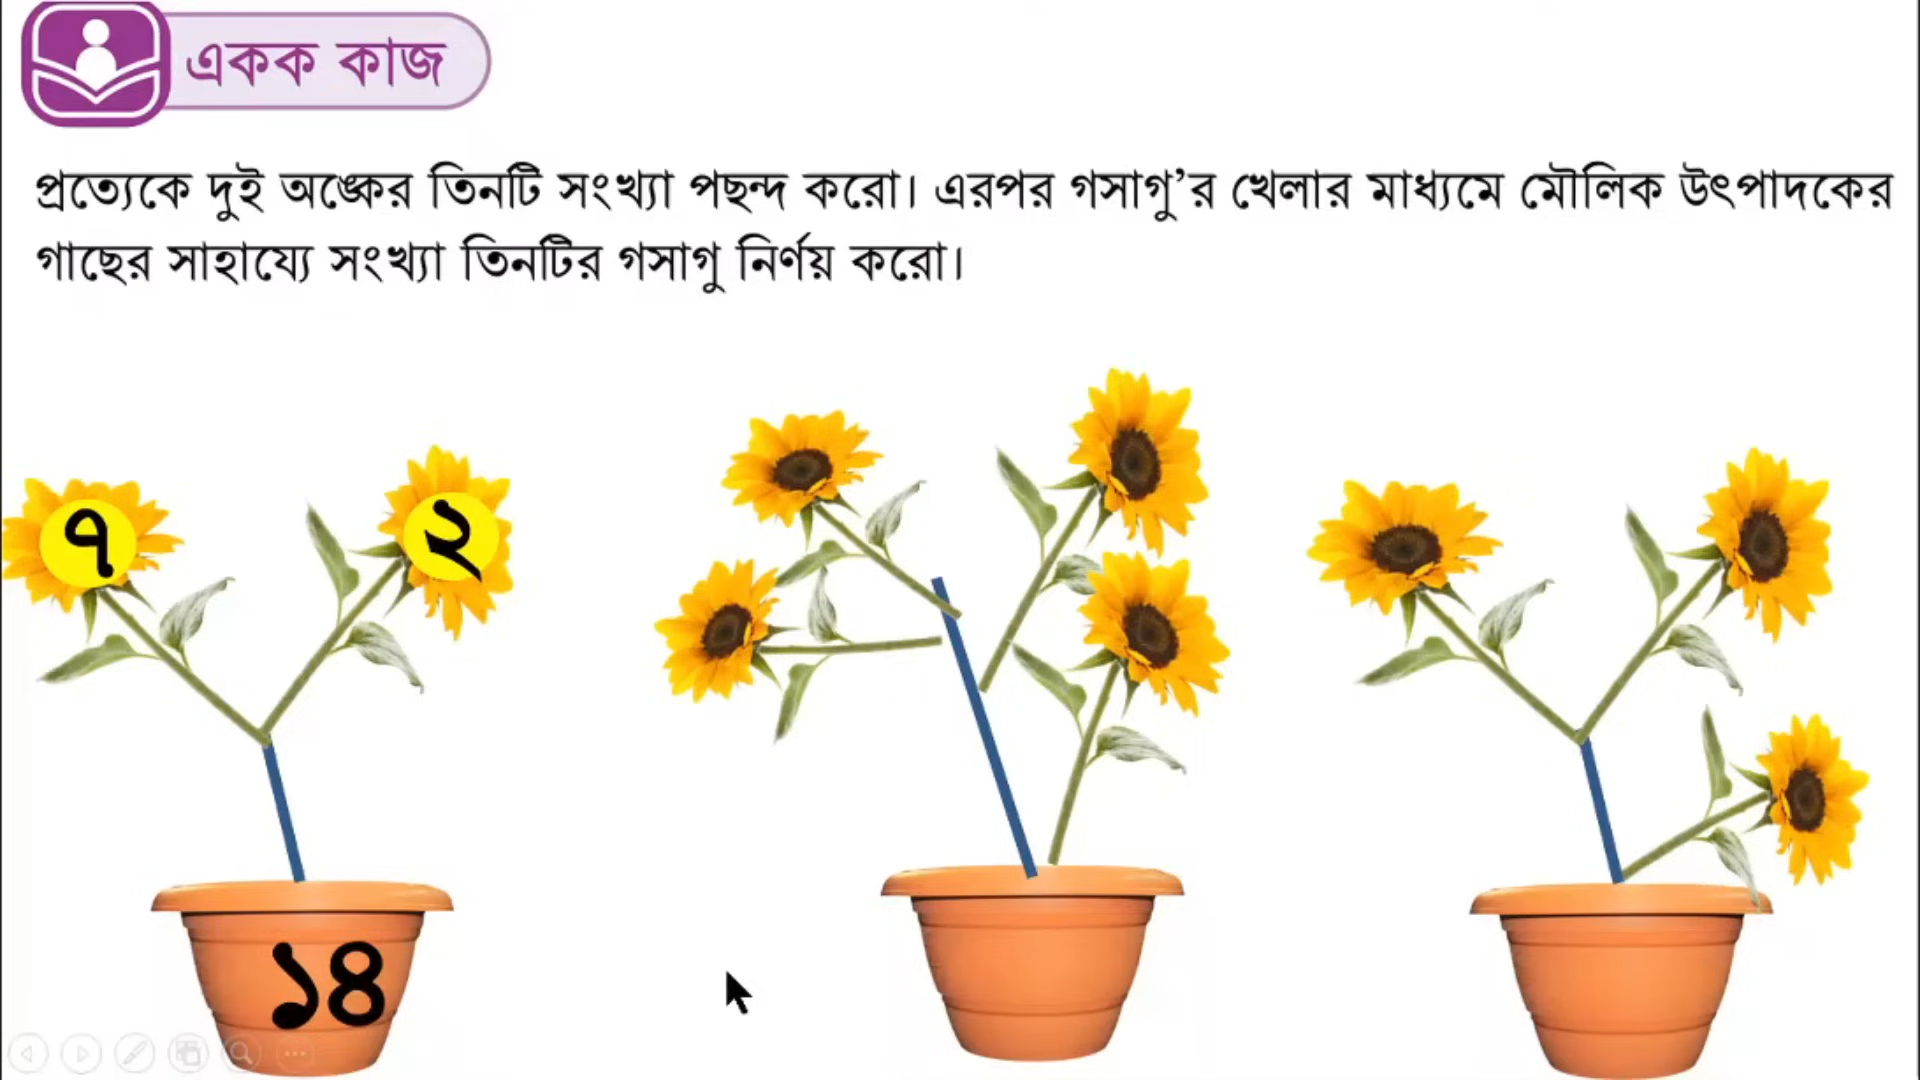 একক কাজ
প্রত্যেকে দুই অঙ্কের তিনটি সংখ্যা পছন্দ করো। এরপর গসাগু’র খেলার মাধ্যমে মৌলিক উৎপাদকের
গাছের সাহায্যে সংখ্যা তিনটির গসাগু নির্ণয় করো।
৭
২
১৪